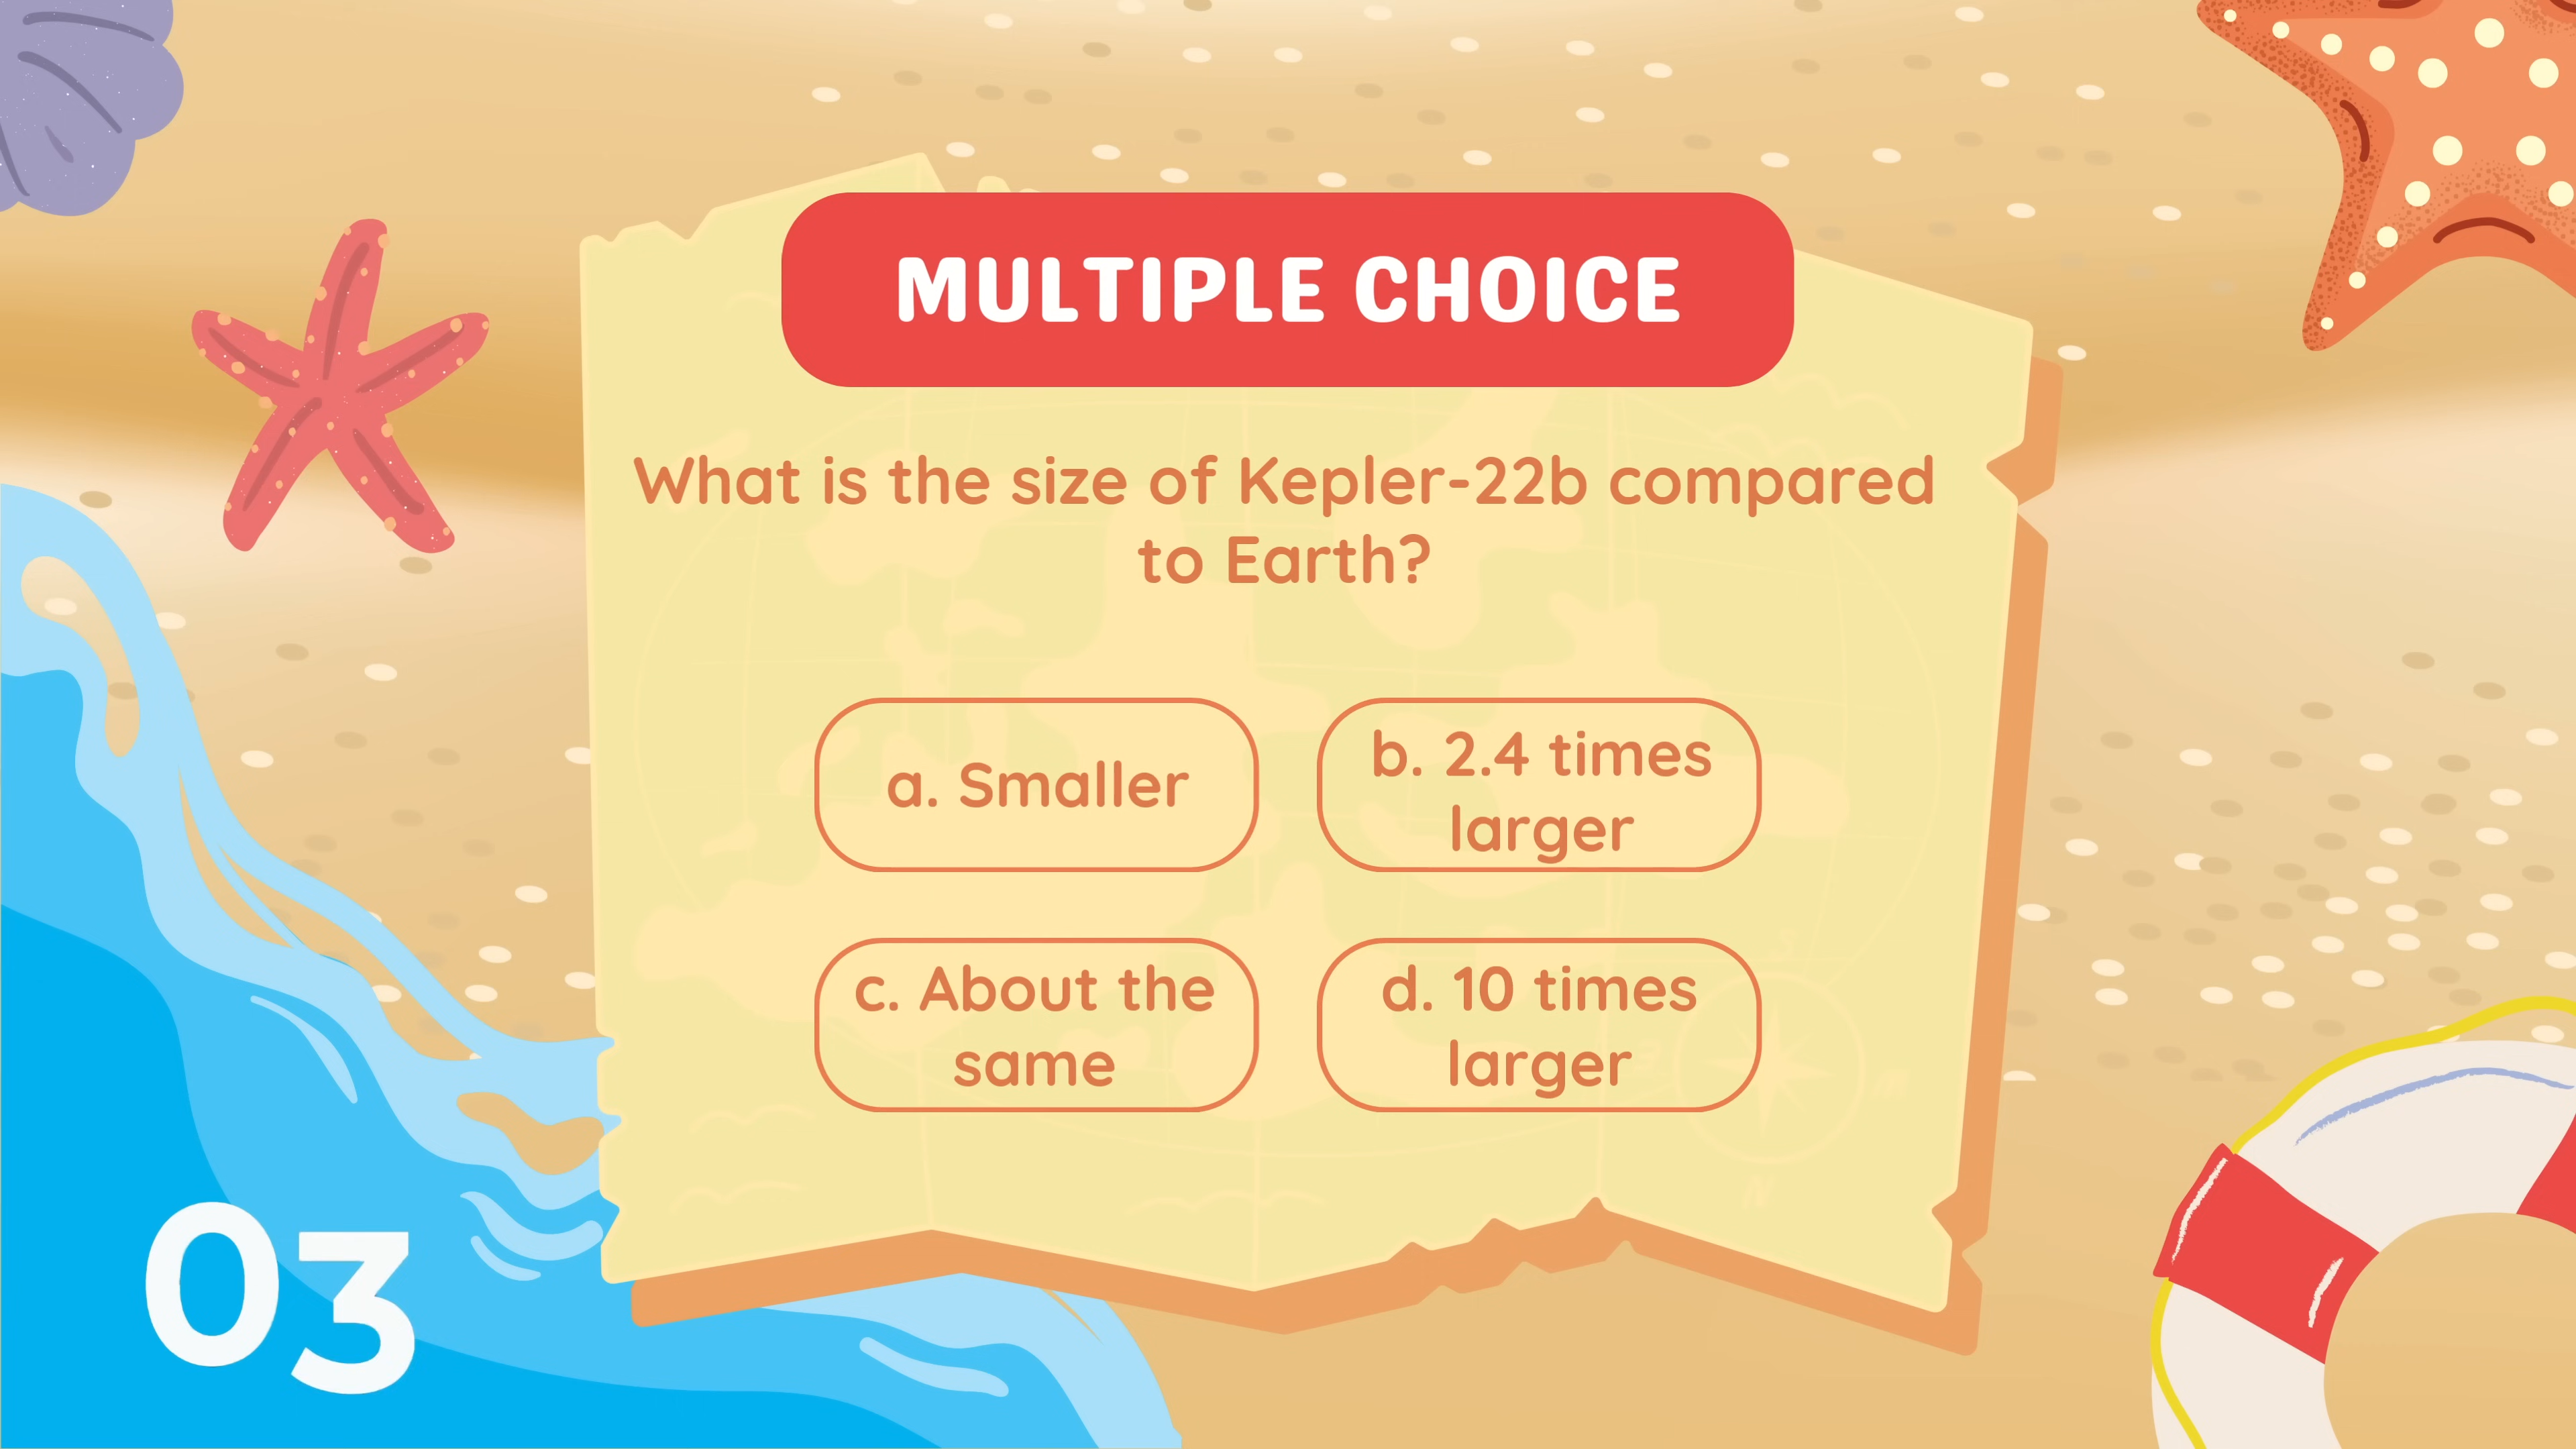 MULTIPLE CHOICE
What is the size of Kepler-22b compared
to Earth?
a. Smaller
b. 2.4 times
larger
c. About the
same
d. 10 times
larger
03